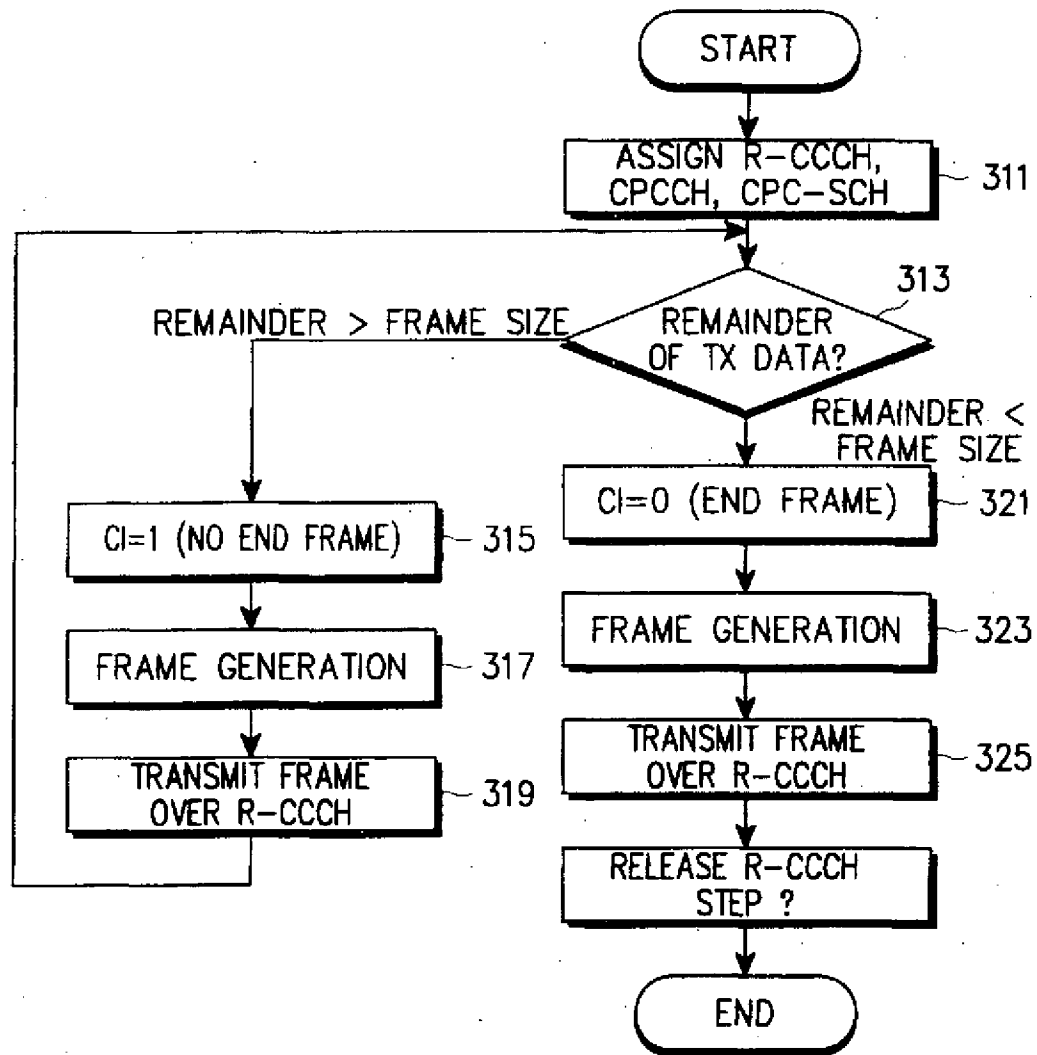 START
ASSIGN R-CCCH,
CPCCH, CPC-SCH
311
313
REMAINDER > FRAME SIZE
REMAINDER
OF TX DATA?
REMAINDER <
FRAME SIZE
CI=1 (NO END FRAME)
315
CI=0 (END FRAME)
321
FRAME GENERATION
317
FRAME GENERATION
323
TRANSMIT FRAME
OVER R-CCCH
319
TRANSMIT FRAME
OVER R-CCCH
325
RELEASE R-CCCH
STEP ?
END